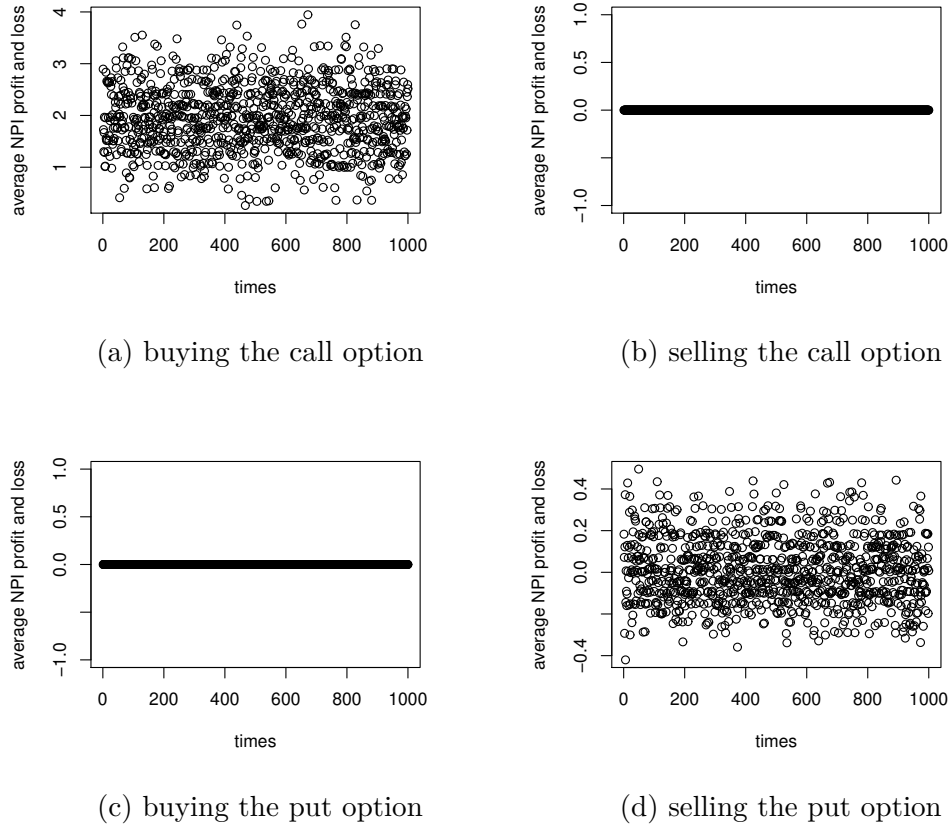 average NPI profit and loss
4
3
2
1
0 200 400 600 800 1000
times
(a) buying the call option
average NPI profit and loss
1.0
0.5
0.0
−1.0
0 200 400 600 800 1000
times
(b) selling the call option
average NPI profit and loss
1.0
0.5
0.0
−1.0
0 200 400 600 800 1000
times
(c) buying the put option
average NPI profit and loss
0.4
0.2
0.0
−0.4
0 200 400 600 800 1000
times
(d) selling the put option